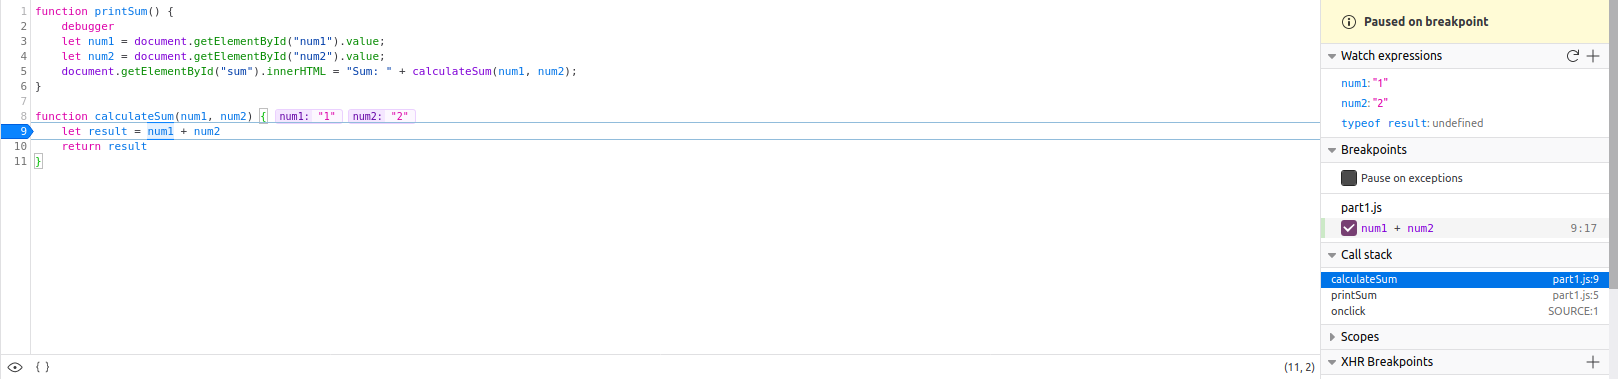 1 function printSum() {
2 debugger
3 let num1 = document.getElementById("num1").value;
4 let num2 = document.getElementById("num2").value;
5 document.getElementById("sum").innerHTML = "Sum: " + calculateSum(num1, num2);
6 }
7
8 function calculateSum(num1, num2) { num1: "1" num2: "2"
9 let result = num1 + num2
10 return result
11 }
{ }
(11, 2)
Paused on breakpoint
Watch expressions
num1: "1"
num2: "2"
typeof result: undefined
Breakpoints
Pause on exceptions
part1.js
num1 + num2 9:17
Call stack
calculateSum part1.js:9
printSum part1.js:5
onclick SOURCE:1
Scopes
XHR Breakpoints